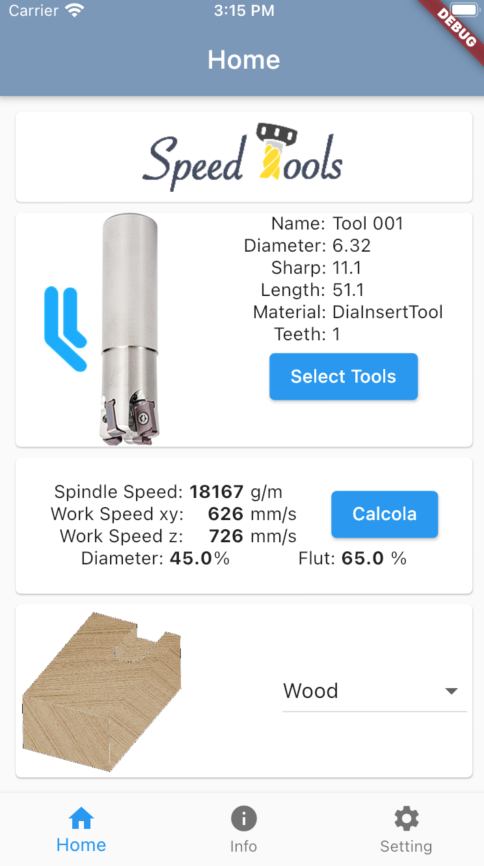 Carrier 3:15 PM
DEBUG
Home
Speed Tools
Name: Tool 001
Diameter: 6.32
Sharp: 11.1
Length: 51.1
Material: DiaInsertTool
Teeth: 1
Select Tools
Spindle Speed: 18167 g/m
Work Speed xy: 626 mm/s
Work Speed z: 726 mm/s
Calcola
Diameter: 45.0% Flut: 65.0 %
Wood
Home Info Setting